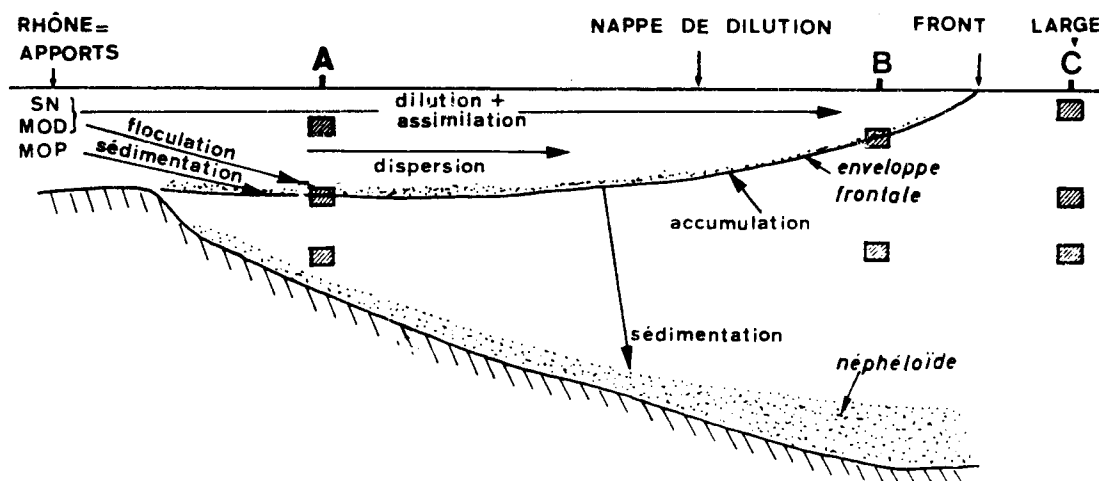 RHÔNE=
APPORTS
A
NAPPE DE DILUTION
FRONT
LARGE
B
C
SN
MOD
MOP
dilution +
assimilation
floculation
sédimentation
dispersion
enveloppe
frontale
accumulation
sédimentation
néphéloïde